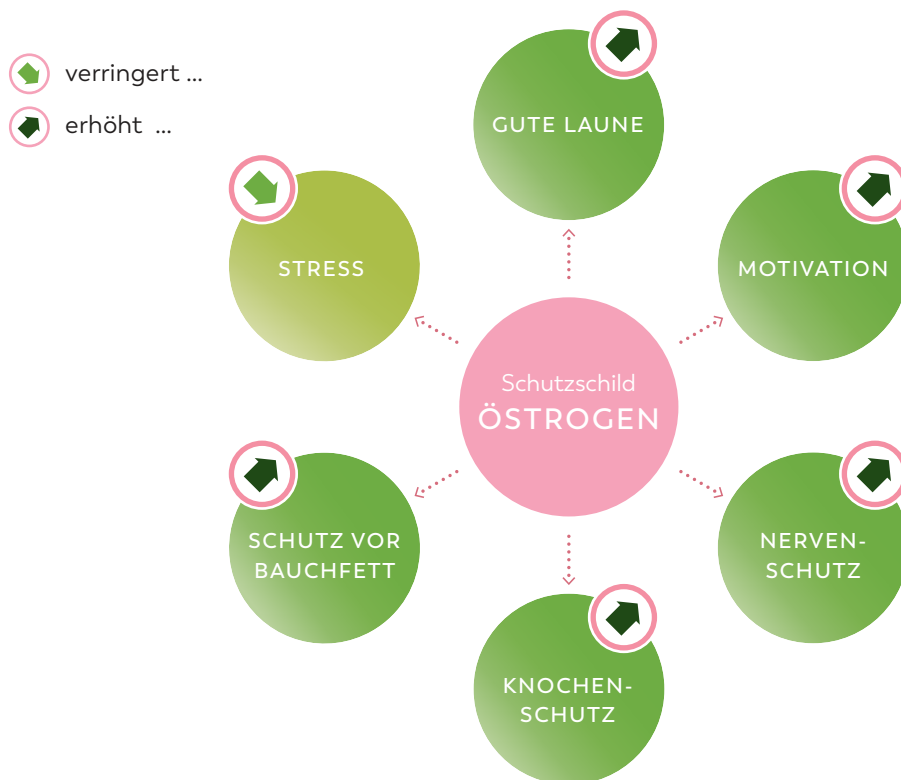 verringert ...
erhöht ...
GUTE LAUNE
STRESS
MOTIVATION
Schutzschild
ÖSTROGEN
SCHUTZ VOR
BAUCHFETT
NERVEN-
SCHUTZ
KNOCHEN-
SCHUTZ